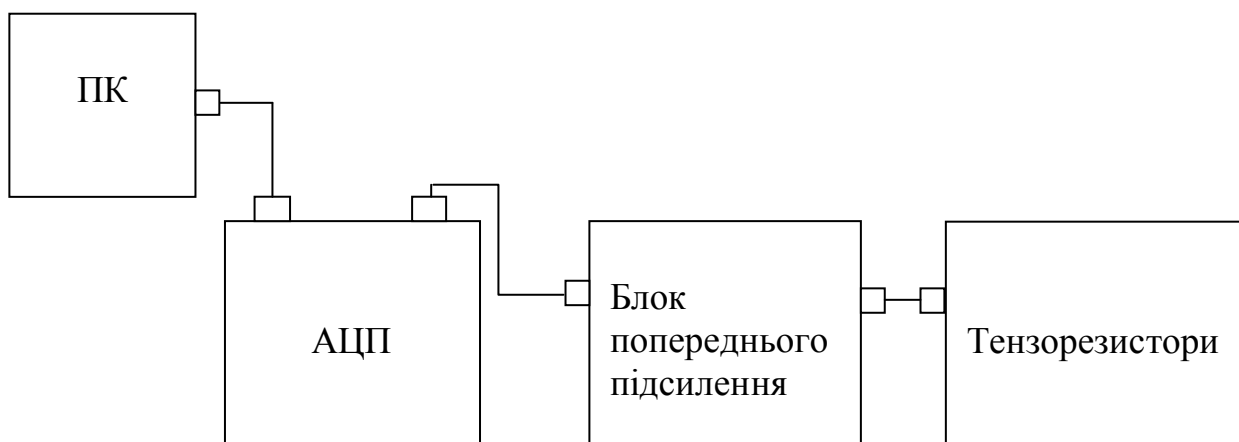 ПК
АЦП
Блок
попереднього
підсилення
Тензорезистори